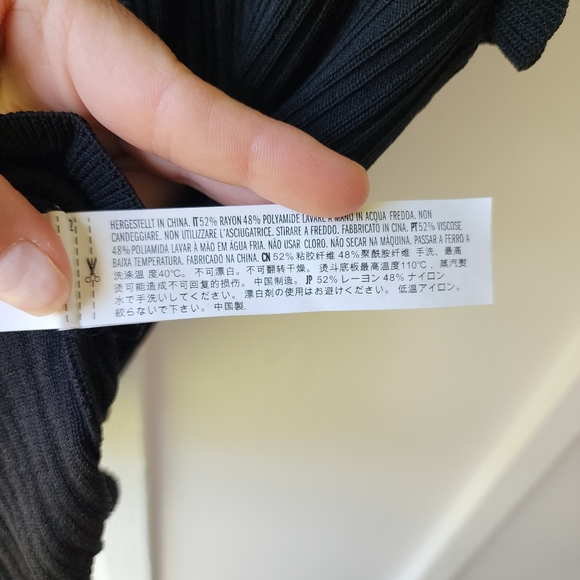 HERGESTELLT IN CHINA. IT 52% RAYON 48% POLYAMIDE LAVARE A MANO IN ACQUA FREDDA. NON
CANDEGGIARE. NON UTILIZZARE L'ASCIUGATRICE. STIRARE A FREDDO. FABBRICATO IN CINA. PT 52% VISCOSE
48% POLIAMIDA LAVAR À MÃO EM ÁGUA FRIA. NÃO USAR CLORO. NÃO SECAR NA MÁQUINA. PASSAR A FERRO A
BAIXA TEMPERATURA. FABRICADO NA CHINA. CN 52%粘胶纤维 48%聚酰胺纤维 手洗、最高
洗涤温度40℃。 不可漂白。不可翻转干燥。 烫斗底板最高温度110℃，蒸汽熨
烫可能造成不可回复的损伤。 中国制造。 JP 52% レーヨン 48% ナイロン
水で手洗いしてください。 漂白剤の使用はお避けください。 低温アイロン。
絞らないで下さい。 中国製.